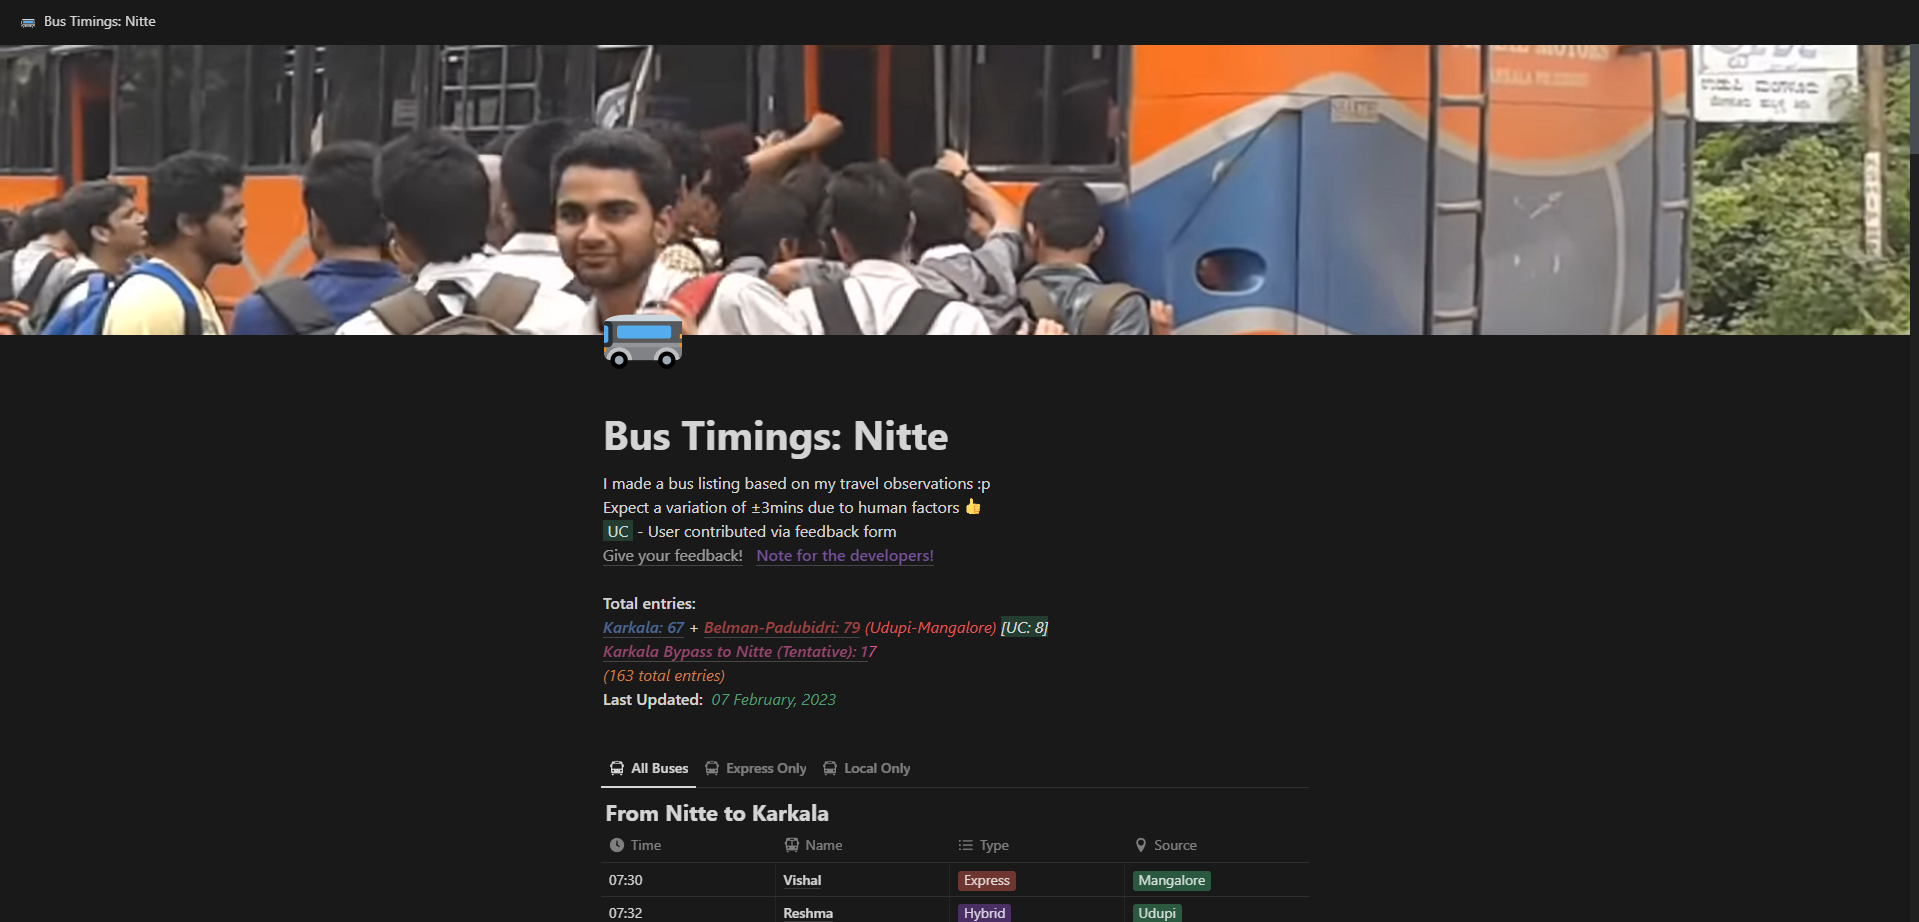 Bus Timings: Nitte
MOTORS
Bus Timings: Nitte
I made a bus listing based on my travel observations :p
Expect a variation of ±3mins due to human factors 👍
UC - User contributed via feedback form
Give your feedback! Note for the developers!
Total entries:
Karkala: 67 + Belman-Padubidri: 79 (Udupi-Mangalore) [UC: 8]
Karkala Bypass to Nitte (Tentative): 17
(163 total entries)
Last Updated: 07 February, 2023
All Buses Express Only Local Only
From Nitte to Karkala
Time Name Type Source
07:30 Vishal Express Mangalore
07:32 Reshma Hybrid Udupi